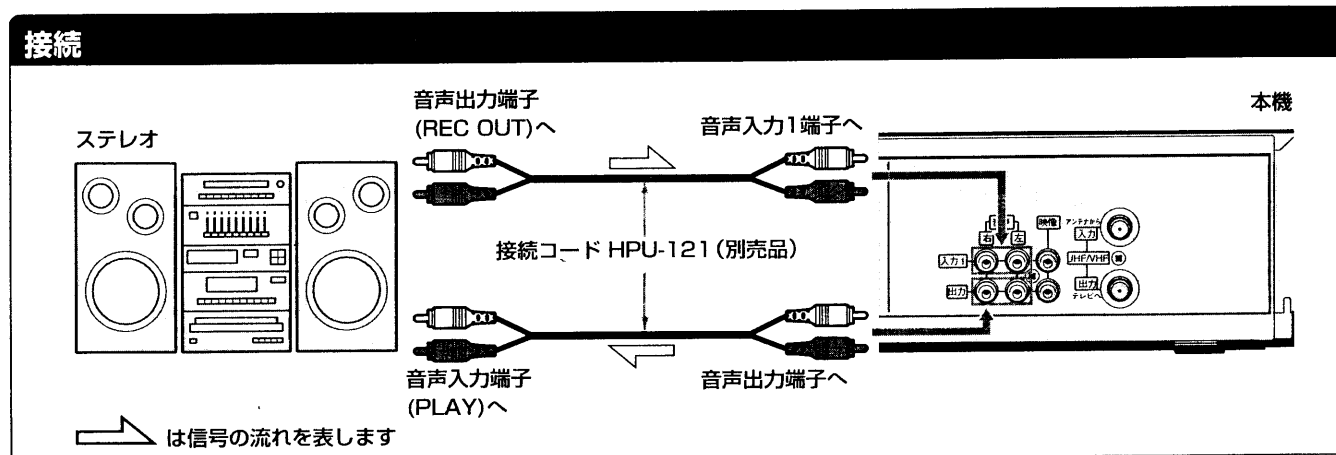 接続
ステレオ
音声出力端子
(REC OUT)へ
音声入力1端子へ
本機
接続コード HPU-121(別売品)
右
左
映像
アンテナから
入力
入力1
UHF/VHF
出力
出力
テレビへ
音声入力端子
(PLAY)へ
音声出力端子へ
は信号の流れを表します